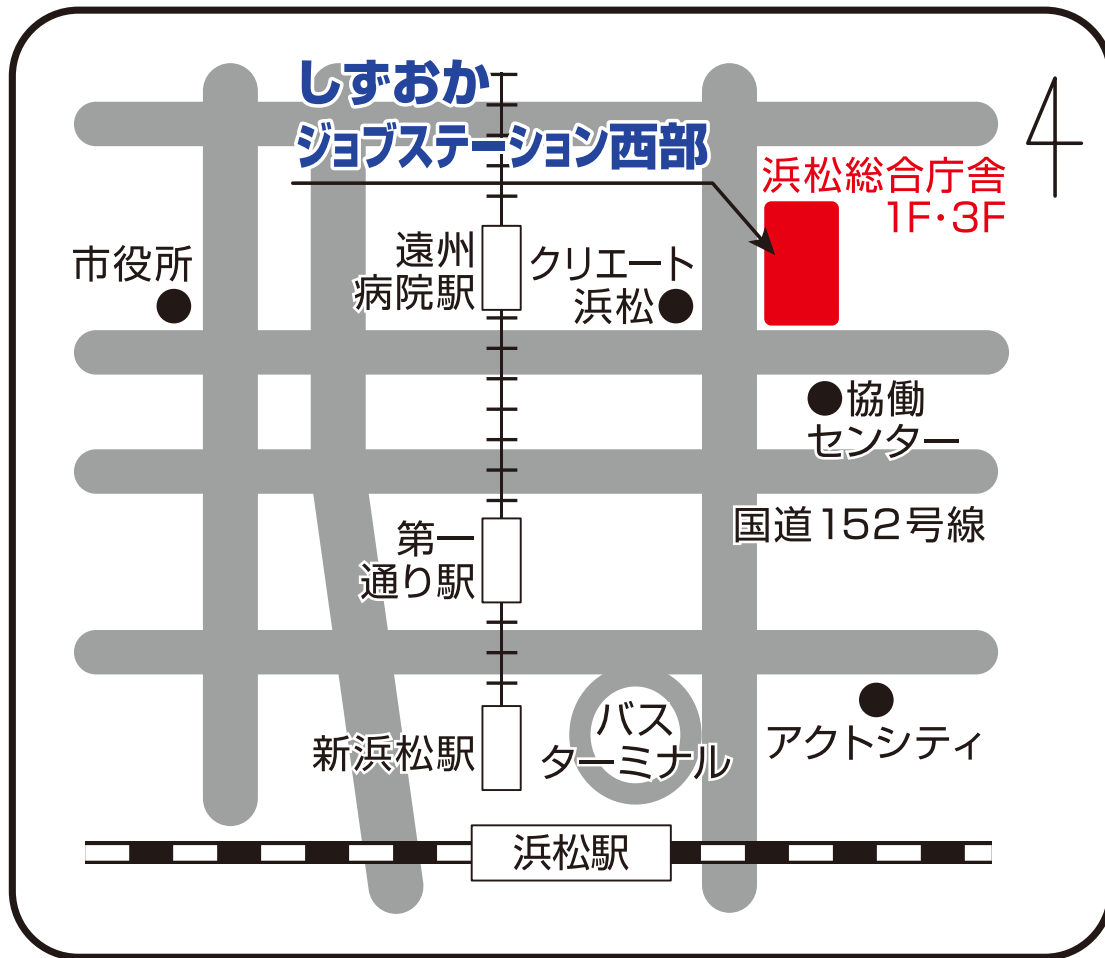 しずおか
ジョブステーション西部
浜松総合庁舎
1F・3F
市役所
遠州
病院駅
クリエート
浜松
協働
センター
国道152号線
第一
通り駅
新浜松駅
バス
ターミナル
アクトシティ
浜松駅